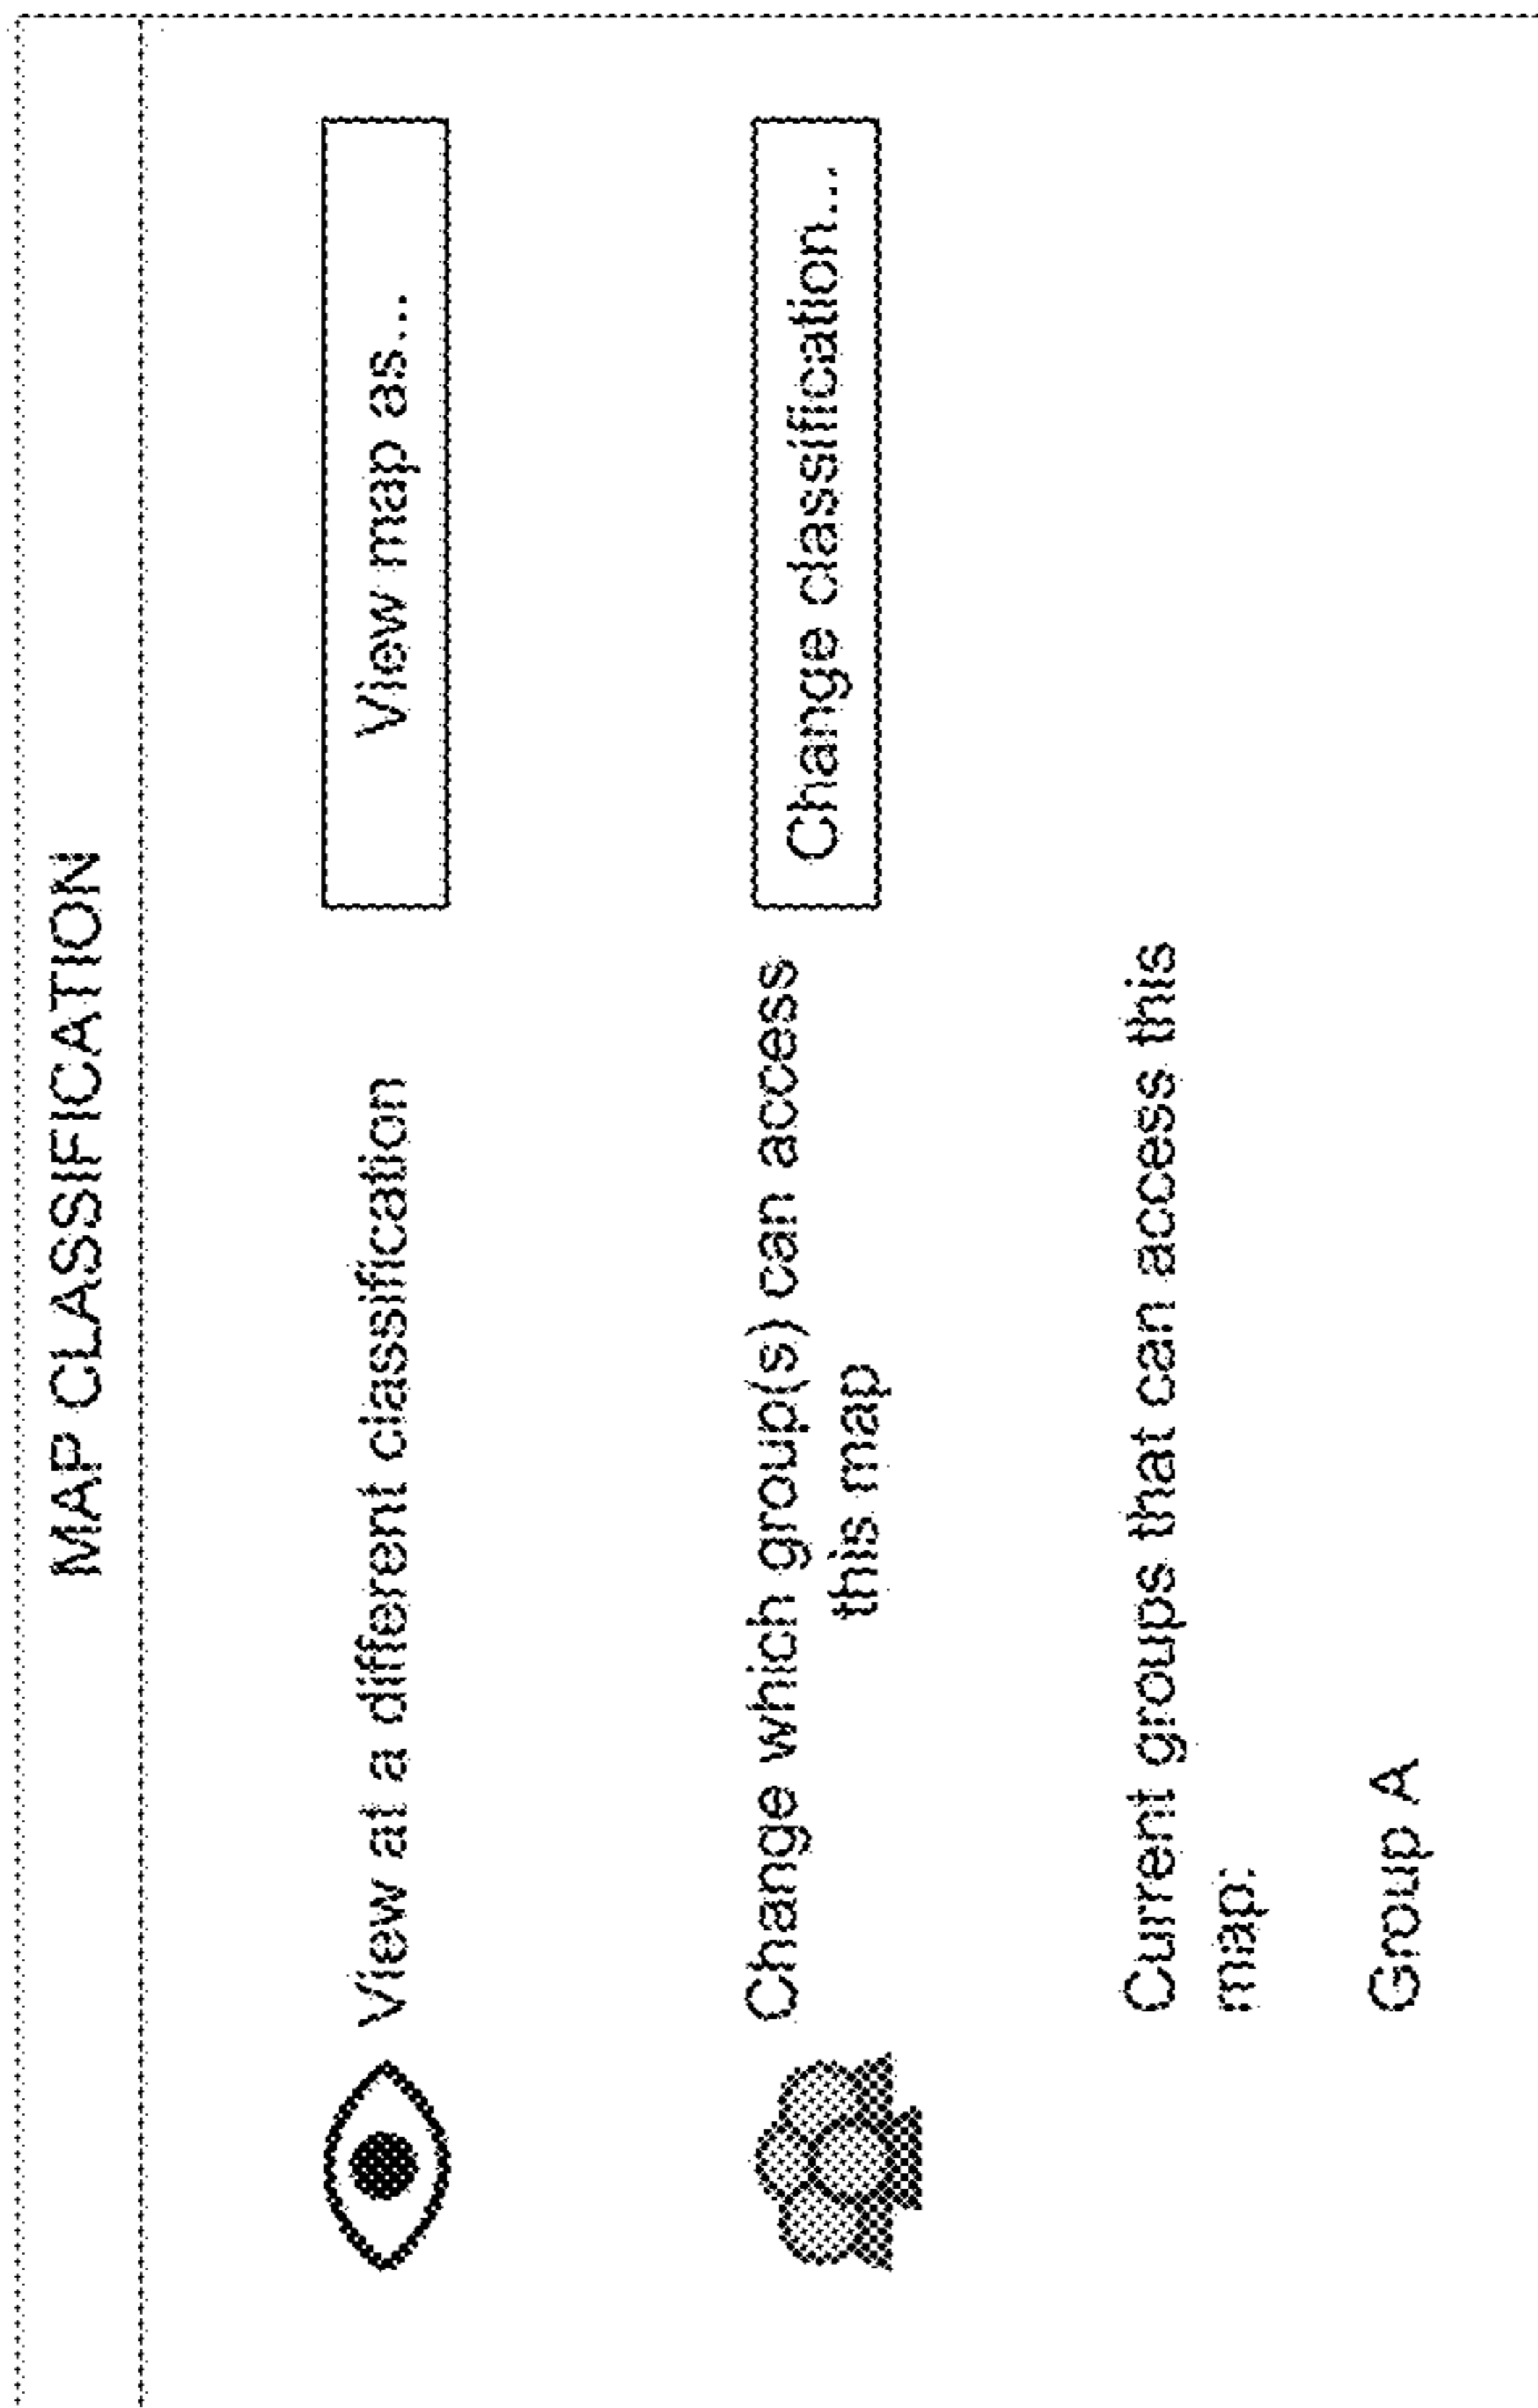 MAP CLASSIFICATION
View at a different classification
View map as...
Change which group(s) can access
this map
Change classification...
Current groups that can access this
map:
Group A